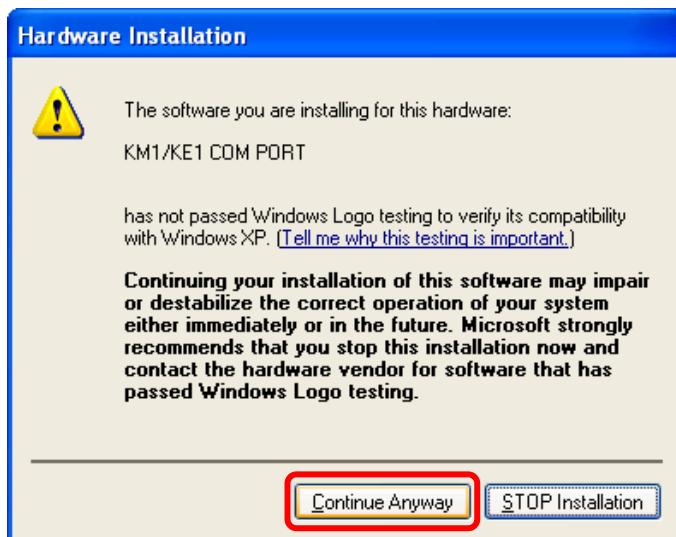 Hardware Installation
The software you are installing for this hardware:
KM1/KE1 COM PORT
has not passed Windows Logo testing to verify its compatibility
with Windows XP. (Tell me why this testing is important.)
Continuing your installation of this software may impair
or destabilize the correct operation of your system
either immediately or in the future. Microsoft strongly
recommends that you stop this installation now and
contact the hardware vendor for software that has
passed Windows Logo testing.
Continue Anyway STOP Installation